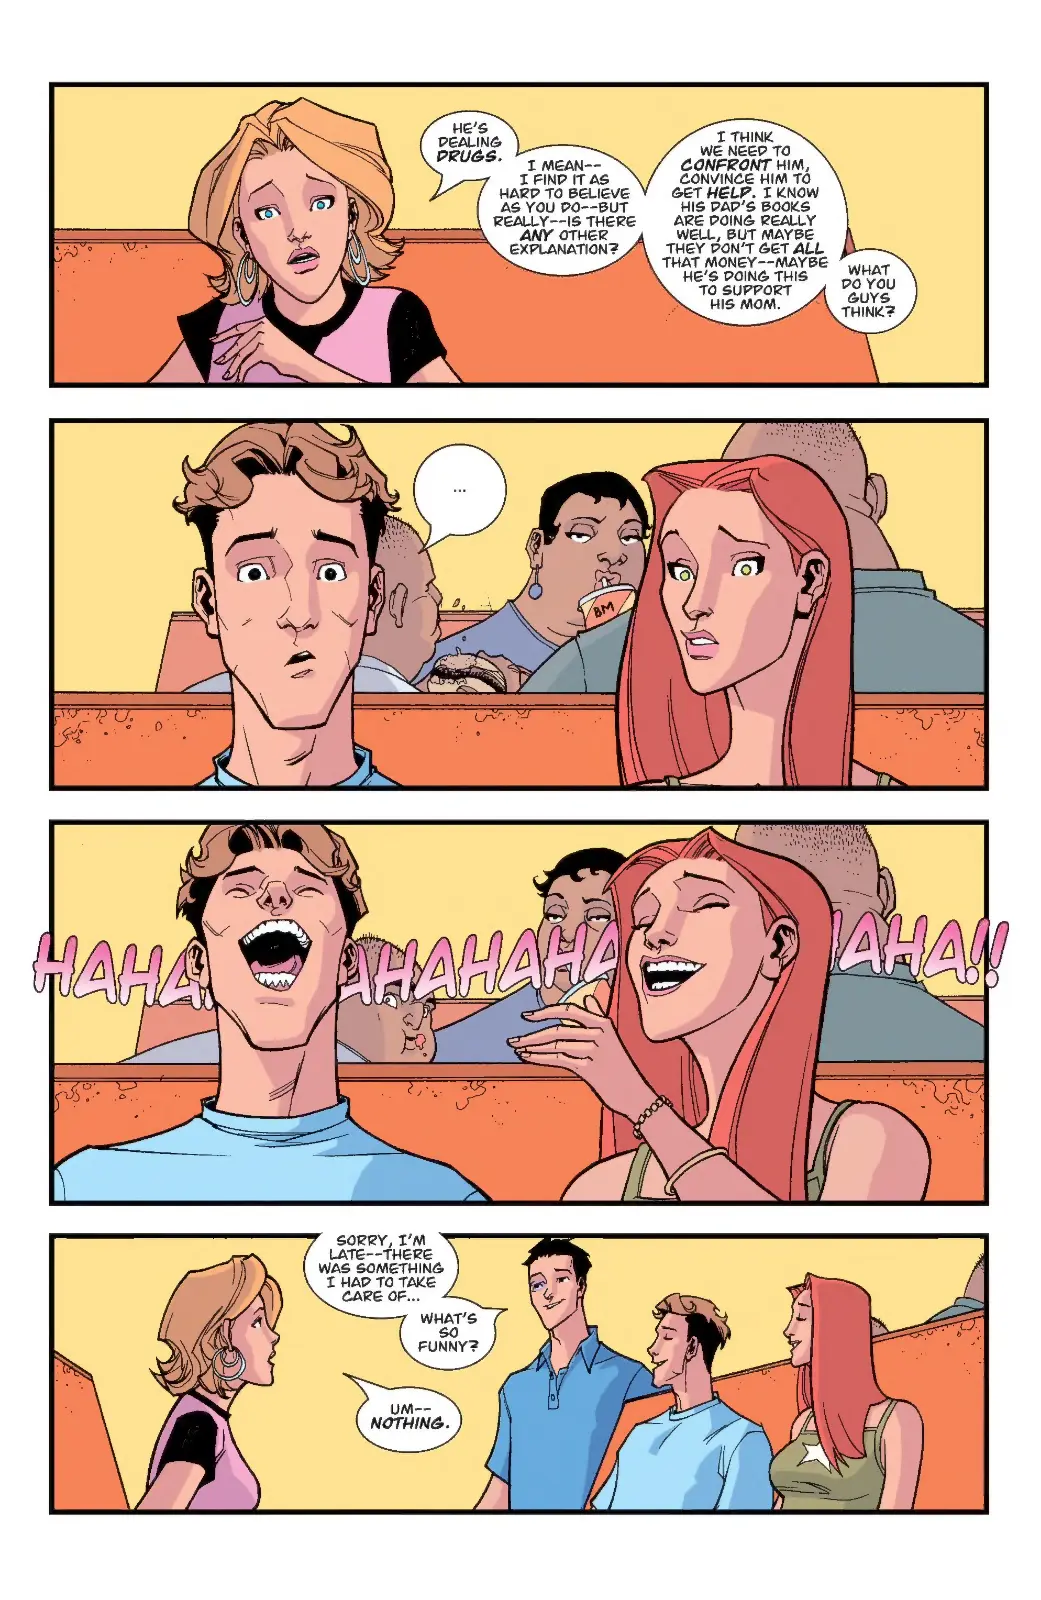 HE'S
DEALING
DRUGS.
I MEAN--
I FIND IT AS
HARD TO BELIEVE
AS YOU DO--BUT
REALLY--IS THERE
ANY OTHER
EXPLANATION?
I THINK
WE NEED TO
CONFRONT HIM,
CONVINCE HIM TO
GET HELP. I KNOW
HIS DAD'S BOOKS
ARE DOING REALLY
WELL, BUT MAYBE
THEY DON'T GET ALL
THAT MONEY--MAYBE
HE'S DOING THIS
TO SUPPORT
HIS MOM.
WHAT
DO YOU
GUYS
THINK?
...
BM
HAHAHAHAHAHAHAHAHA!!
SORRY, I'M
LATE--THERE
WAS SOMETHING
I HAD TO TAKE
CARE OF...
WHAT'S
SO
FUNNY?
UM--
NOTHING.